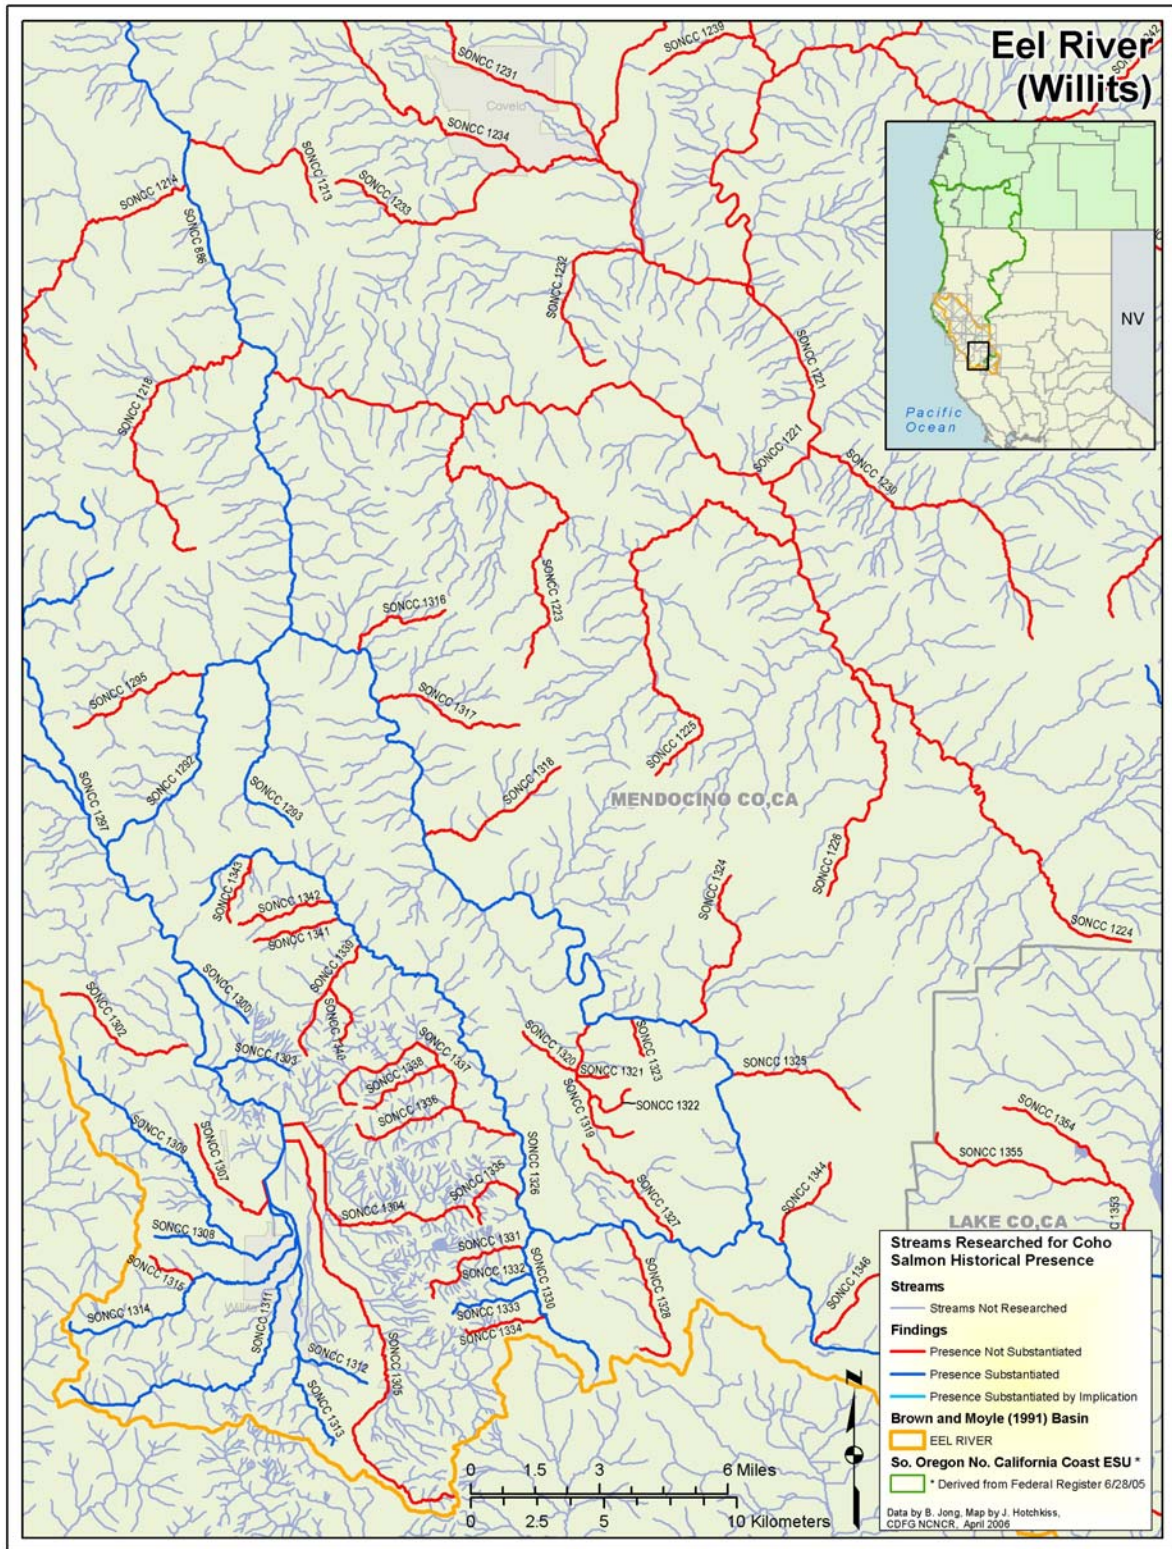 Eel River
(Willits)
SONCC 1239
SONCC 1231
Covelo
SONCC 1234
SONCC 1213
SONCC 1233
SONCC 1214
SONCC 886
SONCC 1232
NV
SONCC 1221
Pacific
Ocean
SONCC 1218
SONCC 1221
SONCC 1230
SONCC 1223
SONCC 1316
SONCC 1295
SONCC 1317
SONCC 1225
SONCC 1318
SONCC 1292
SONCC 1293
SONCC 1297
MENDOCINO CO,CA
SONCC 1226
SONCC 1343
SONCC 1342
SONCC 1341
SONCC 1324
SONCC 1224
SONCC 1339
SONCC 1300
SONCC 1302
SONCC 1340
SONCC 1303
SONCC 1337
SONCC 1338
SONCC 1320
SONCC 1323
SONCC 1321
SONCC 1325
SONCC 1336
SONCC 1322
SONCC 1319
SONCC 1354
SONCC 1309
SONCC 1307
SONCC 1355
SONCC 1335
SONCC 1326
SONCC 1344
SONCC 1304
SONCC 1327
SONCC 1308
LAKE CO,CA
SONCC 1331
SONCC 1332
SONCC 1315
SONCC 1330
SONCC 1346
SONCC 1314
SONCC 1311
SONCC 1333
SONCC 1328
SONCC 1334
SONCC 1312
SONCC 1305
SONCC 1313
Streams Researched for Coho
Salmon Historical Presence
Streams
Streams Not Researched
Findings
Presence Not Substantiated
Presence Substantiated
Presence Substantiated by Implication
Brown and Moyle (1991) Basin
EEL RIVER
So. Oregon No. California Coast ESU *
* Derived from Federal Register 6/28/05
Data by B. Jong, Map by J. Hotchkiss,
CDFG NCNCR, April 2006
0 1.5 3 6 Miles
0 2.5 5 10 Kilometers